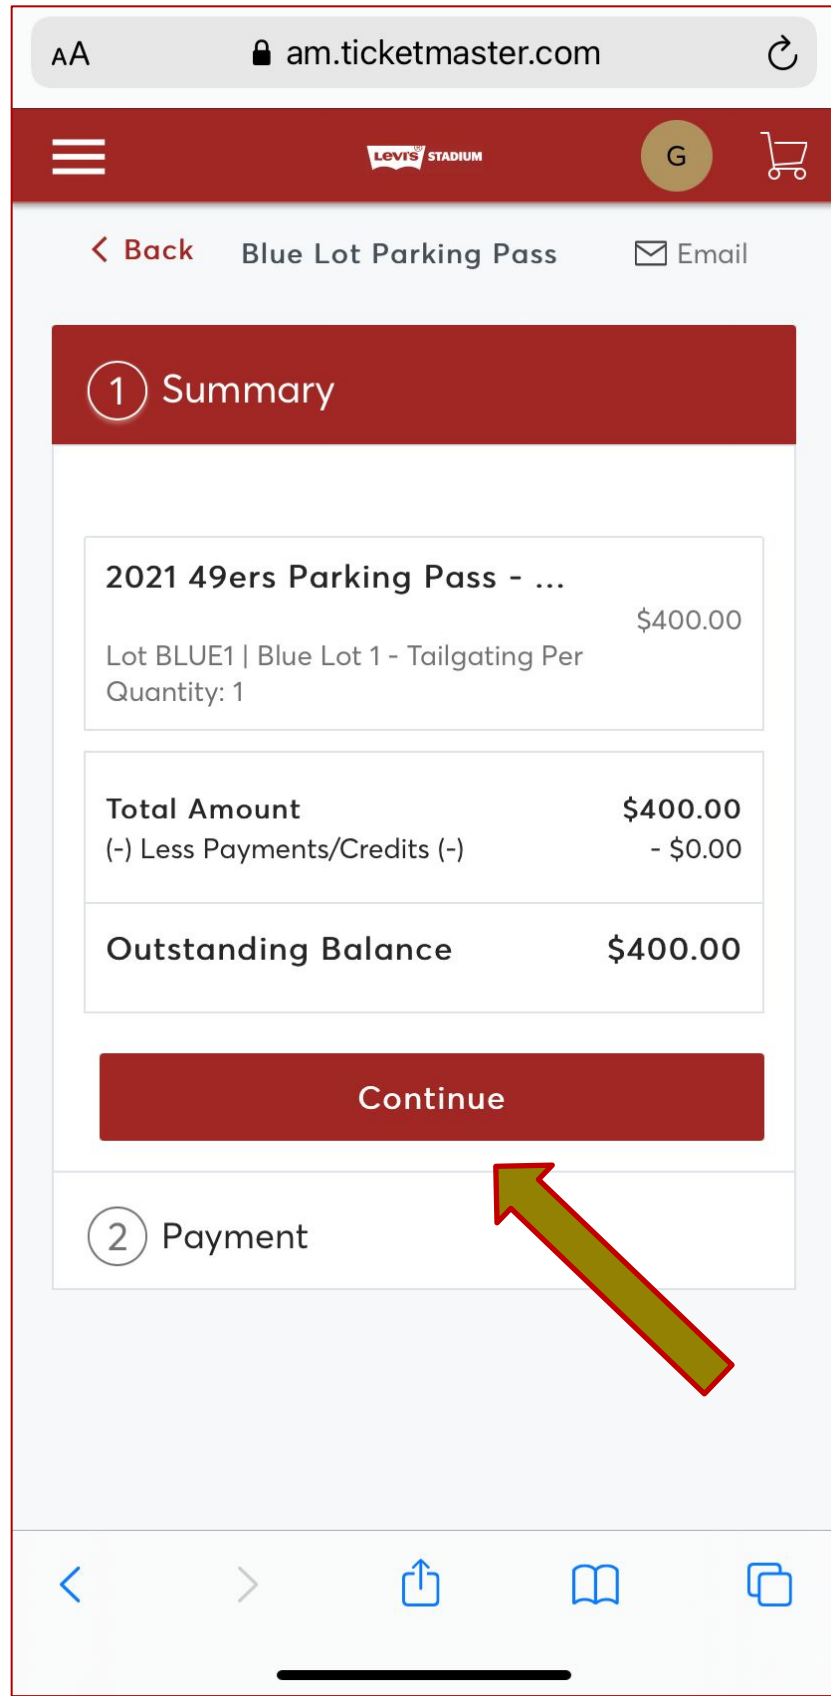 AA am.ticketmaster.com
LEVI'S STADIUM G
Back Blue Lot Parking Pass Email
1 Summary
2021 49ers Parking Pass - ...
$400.00
Lot BLUE1 | Blue Lot 1 - Tailgating Per
Quantity: 1
Total Amount $400.00
(-) Less Payments/Credits (-) - $0.00
Outstanding Balance $400.00
Continue
2 Payment